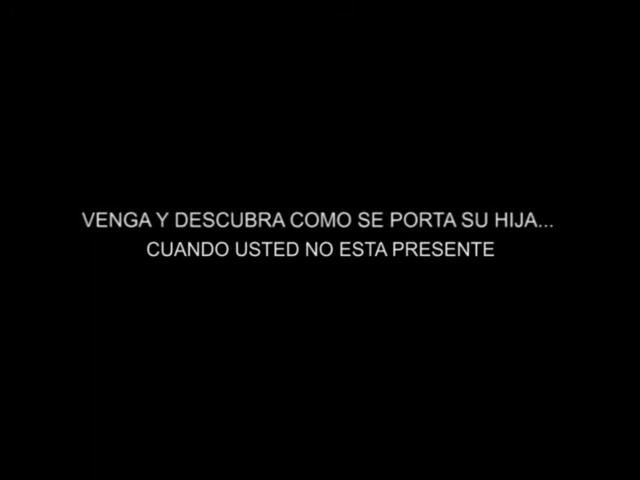 VENGA Y DESCUBRA COMO SE PORTA SU HIJA...
CUANDO USTED NO ESTA PRESENTE